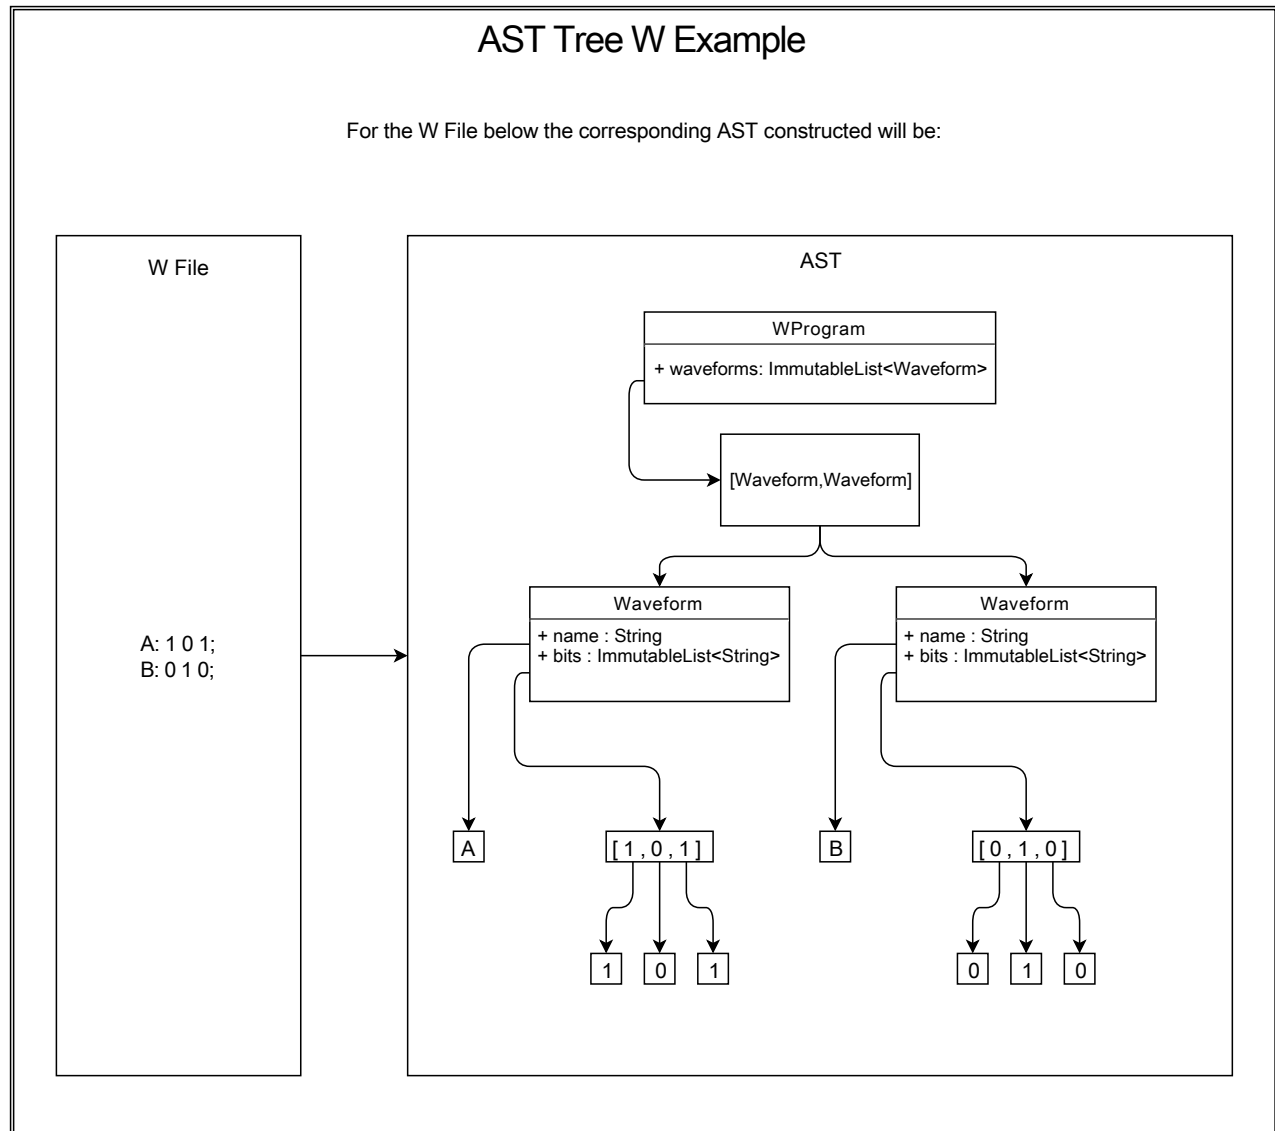 AST Tree W Example
For the W File below the corresponding AST constructed will be:
W File
A: 1 0 1;
B: 0 1 0;
AST
WProgram
+ waveforms: ImmutableList<Waveform>
[Waveform,Waveform]
Waveform
+ name : String
+ bits : ImmutableList<String>
Waveform
+ name : String
+ bits : ImmutableList<String>
A
[ 1 , 0 , 1 ]
B
[ 0 , 1 , 0 ]
1
0
1
0
1
0